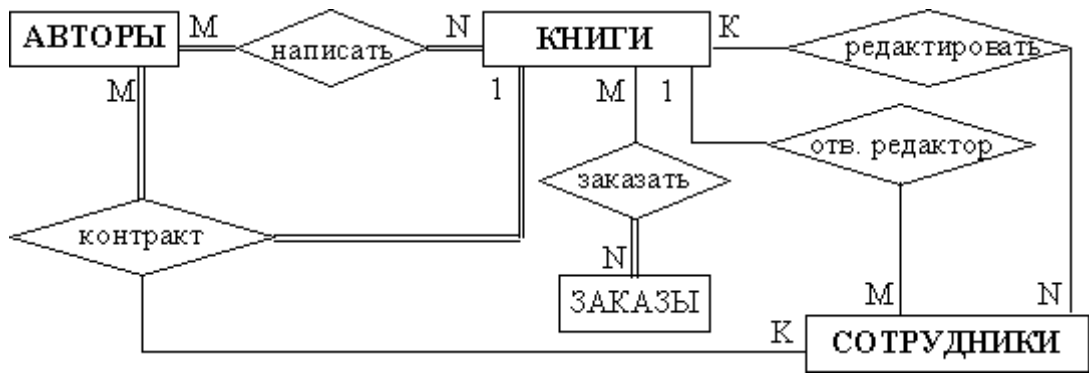 АВТОРЫ M написать N КНИГИ K редактировать
M 1 M 1
отв. редактор
заказать
контракт
N
ЗАКАЗЫ
M N
K СОТРУДНИКИ